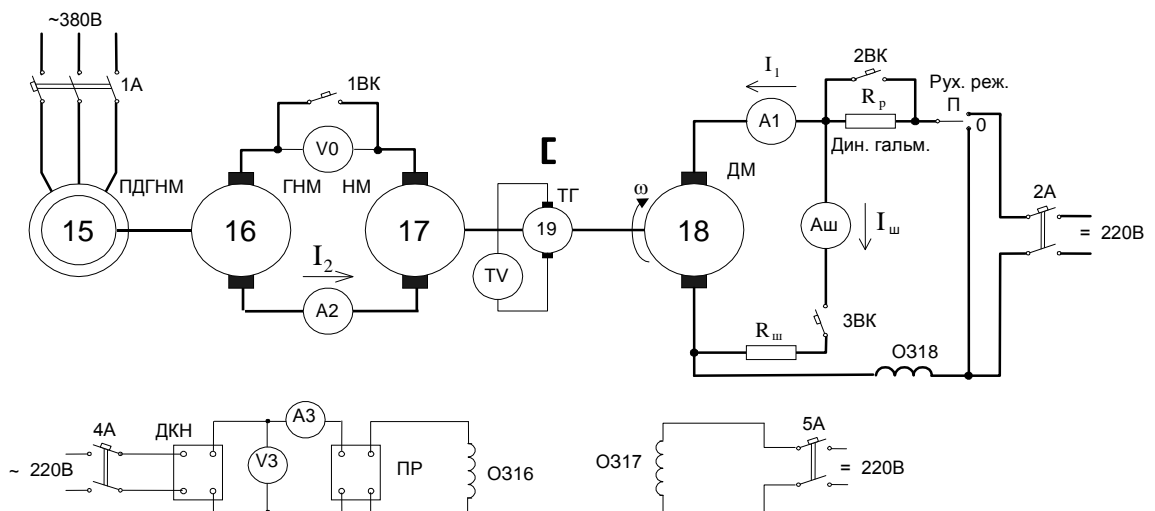 ~380В
1А
ПДГНМ
15
16
1ВК
V0
ГНМ
НМ
17
I₂
А2
ТГ
19
TV
ω
ДМ
18
I₁
А1
2ВК
Rр
Дин. гальм.
Рух. реж.
П
0
Аш
Iш
3ВК
Rш
ОЗ18
2А
= 220В
4А
~ 220В
ДКН
А3
V3
ПР
ОЗ16
ОЗ17
5А
= 220В